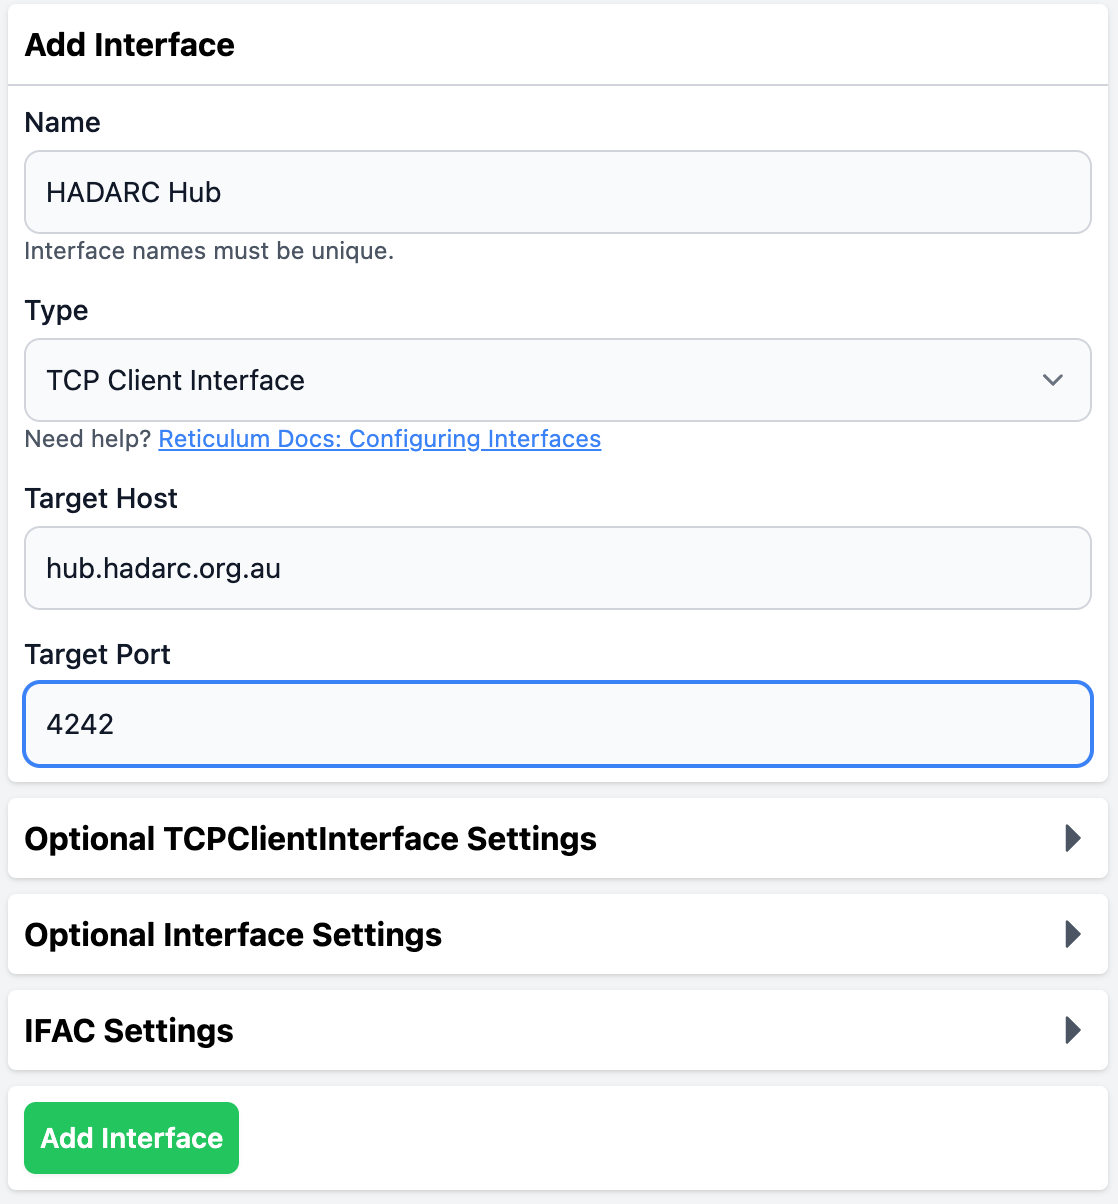 Add Interface
Name
HADARC Hub
Interface names must be unique.
Type
TCP Client Interface
Need help? Reticulum Docs: Configuring Interfaces
Target Host
hub.hadarc.org.au
Target Port
4242
Optional TCPClientInterface Settings
Optional Interface Settings
IFAC Settings
Add Interface